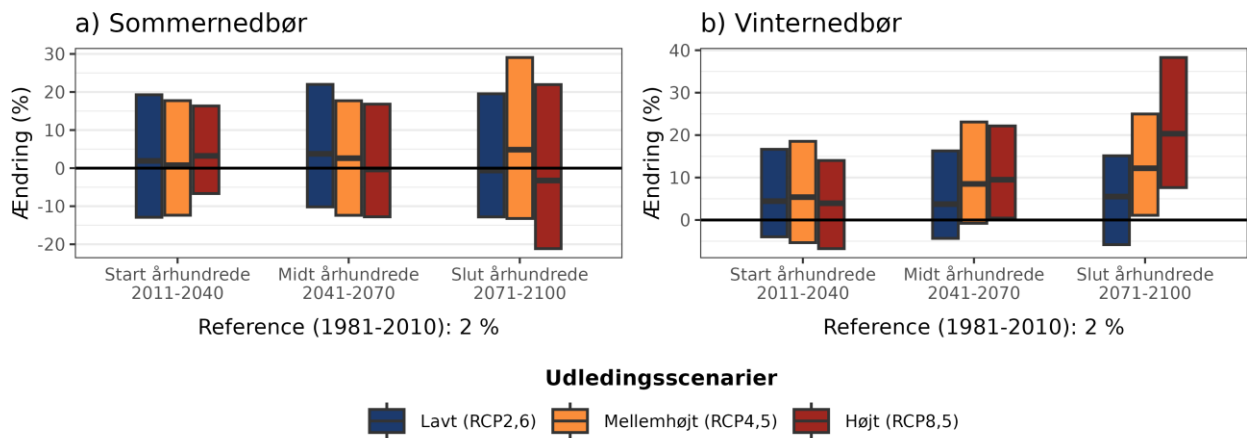 a) Sommernedbør
Ændring (%)
30
20
10
0
-10
-20
Start århundrede
2011-2040
Midt århundrede
2041-2070
Slut århundrede
2071-2100
Reference (1981-2010): 2 %
b) Vinternedbør
Ændring (%)
40
30
20
10
0
Start århundrede
2011-2040
Midt århundrede
2041-2070
Slut århundrede
2071-2100
Reference (1981-2010): 2 %
Udledingsscenarier
Lavt (RCP2,6)
Mellemhøjt (RCP4,5)
Højt (RCP8,5)